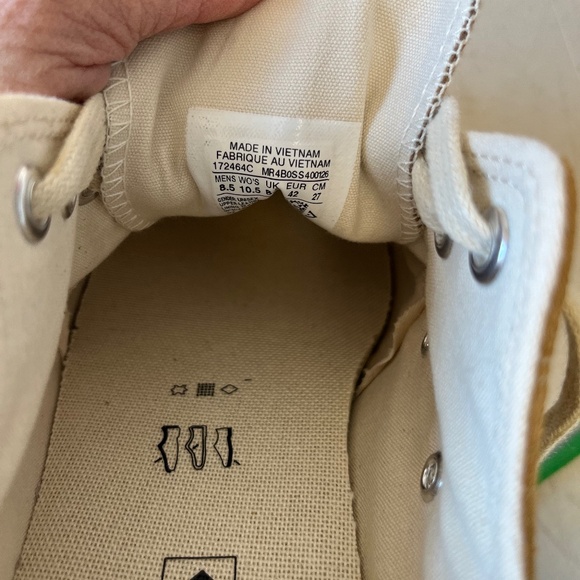 MADE IN VIETNAM
FABRIQUE AU VIETNAM
172464C MR4B0SS400126
MENS WO'S UK EUR CM
8.5 10.5 42 27